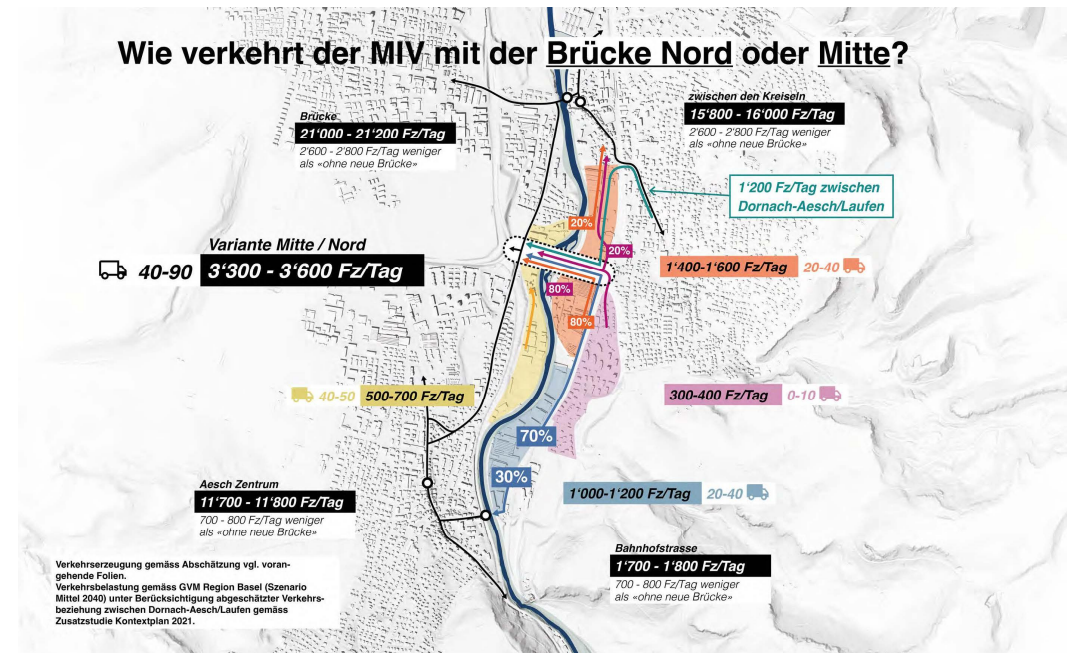 Wie verkehrt der MIV mit der Brücke Nord oder Mitte?
Brücke
21‘000 - 21‘200 Fz/Tag
2‘600 - 2‘800 Fz/Tag weniger
als «ohne neue Brücke»
zwischen den Kreiseln
15‘800 - 16‘000 Fz/Tag
2‘600 - 2‘800 Fz/Tag weniger
als «ohne neue Brücke»
1‘200 Fz/Tag zwischen
Dornach-Aesch/Laufen
20%
20%
Variante Mitte / Nord
40-90 3‘300 - 3‘600 Fz/Tag
1‘400-1‘600 Fz/Tag 20-40
80%
80%
40-50 500-700 Fz/Tag
300-400 Fz/Tag 0-10
70%
30%
Aesch Zentrum
11‘700 - 11‘800 Fz/Tag
700 - 800 Fz/Tag weniger
als «ohne neue Brücke»
1‘000-1‘200 Fz/Tag 20-40
Bahnhofstrasse
1‘700 - 1‘800 Fz/Tag
700 - 800 Fz/Tag weniger
als «ohne neue Brücke»
Verkehrserzeugung gemäss Abschätzung vgl. voran-
gehende Folien.
Verkehrsbelastung gemäss GVM Region Basel (Szenario
Mittel 2040) unter Berücksichtigung abgeschätzter Verkehrs-
beziehung zwischen Dornach-Aesch/Laufen gemäss
Zusatzstudie Kontextplan 2021.